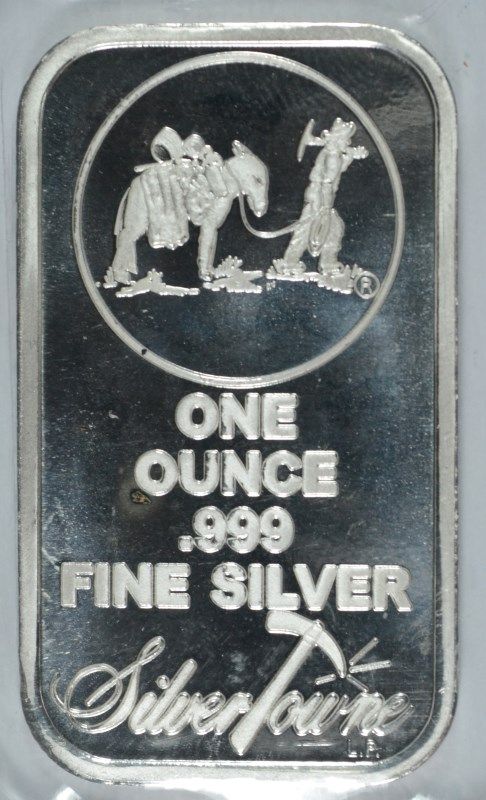 ®
ONE
OUNCE
.999
FINE SILVER
SilverTowne
L.P.